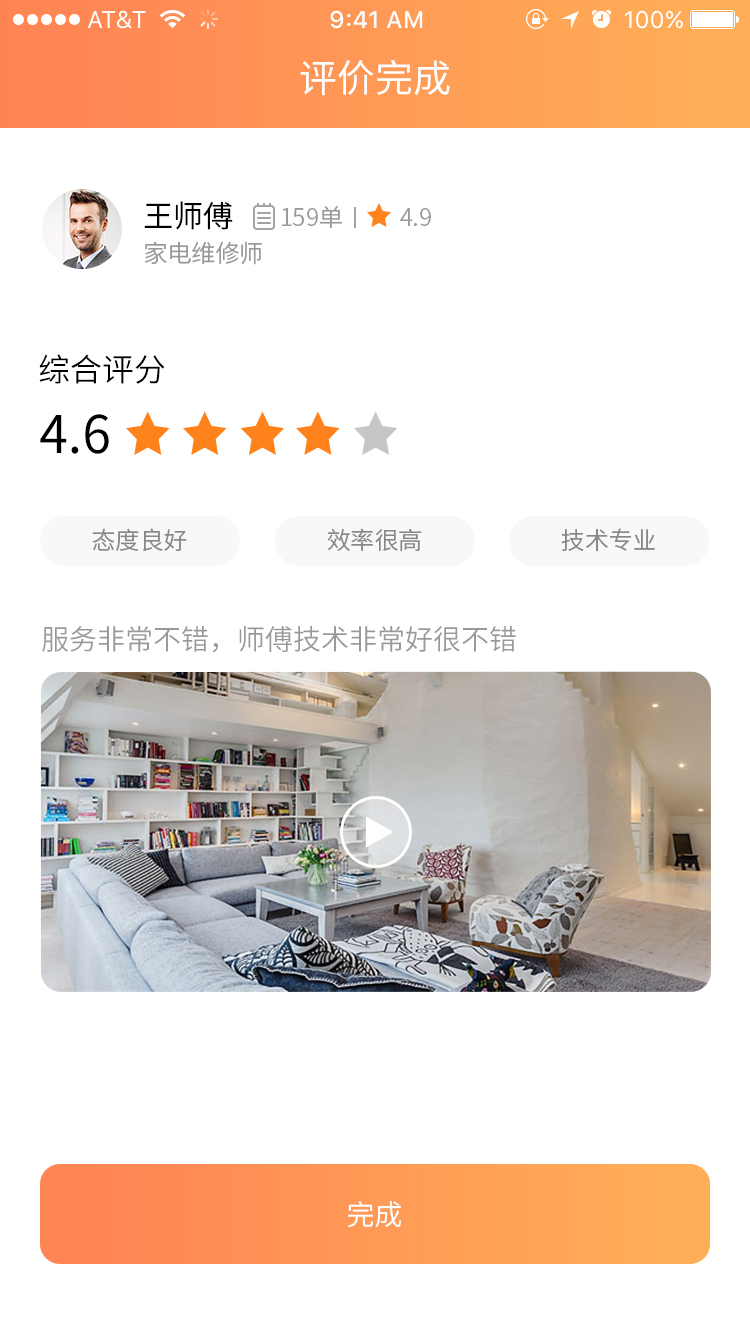 AT&T 9:41 AM 100%
评价完成
王师傅 159单 | 4.9
家电维修师
综合评分
4.6
态度良好 效率很高 技术专业
服务非常不错，师傅技术非常好很不错
完成